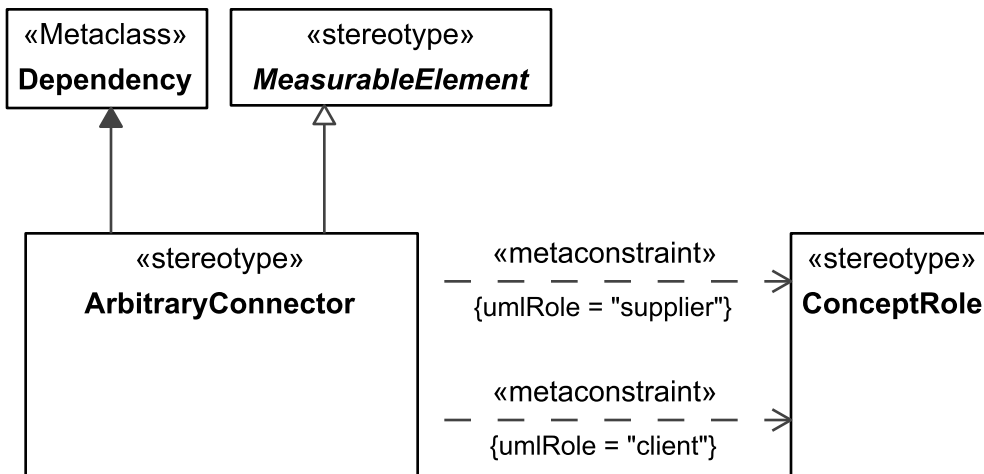 «Metaclass»
Dependency
«stereotype»
MeasurableElement
«stereotype»
ArbitraryConnector
«metaconstraint»
{umlRole = "supplier"}
«metaconstraint»
{umlRole = "client"}
«stereotype»
ConceptRole